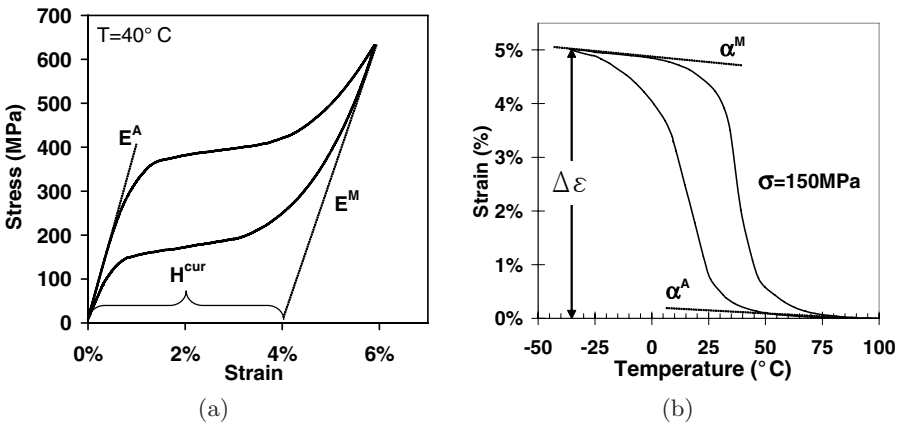 T=40° C
700
600
500
400
300
200
100
0
Stress (MPa)
E^A
E^M
H^cur
0%
2%
4%
6%
Strain
(a)
5%
4%
3%
2%
1%
0%
Strain (%)
α^M
Δε
σ=150MPa
α^A
-50
-25
0
25
50
75
100
Temperature (° C)
(b)